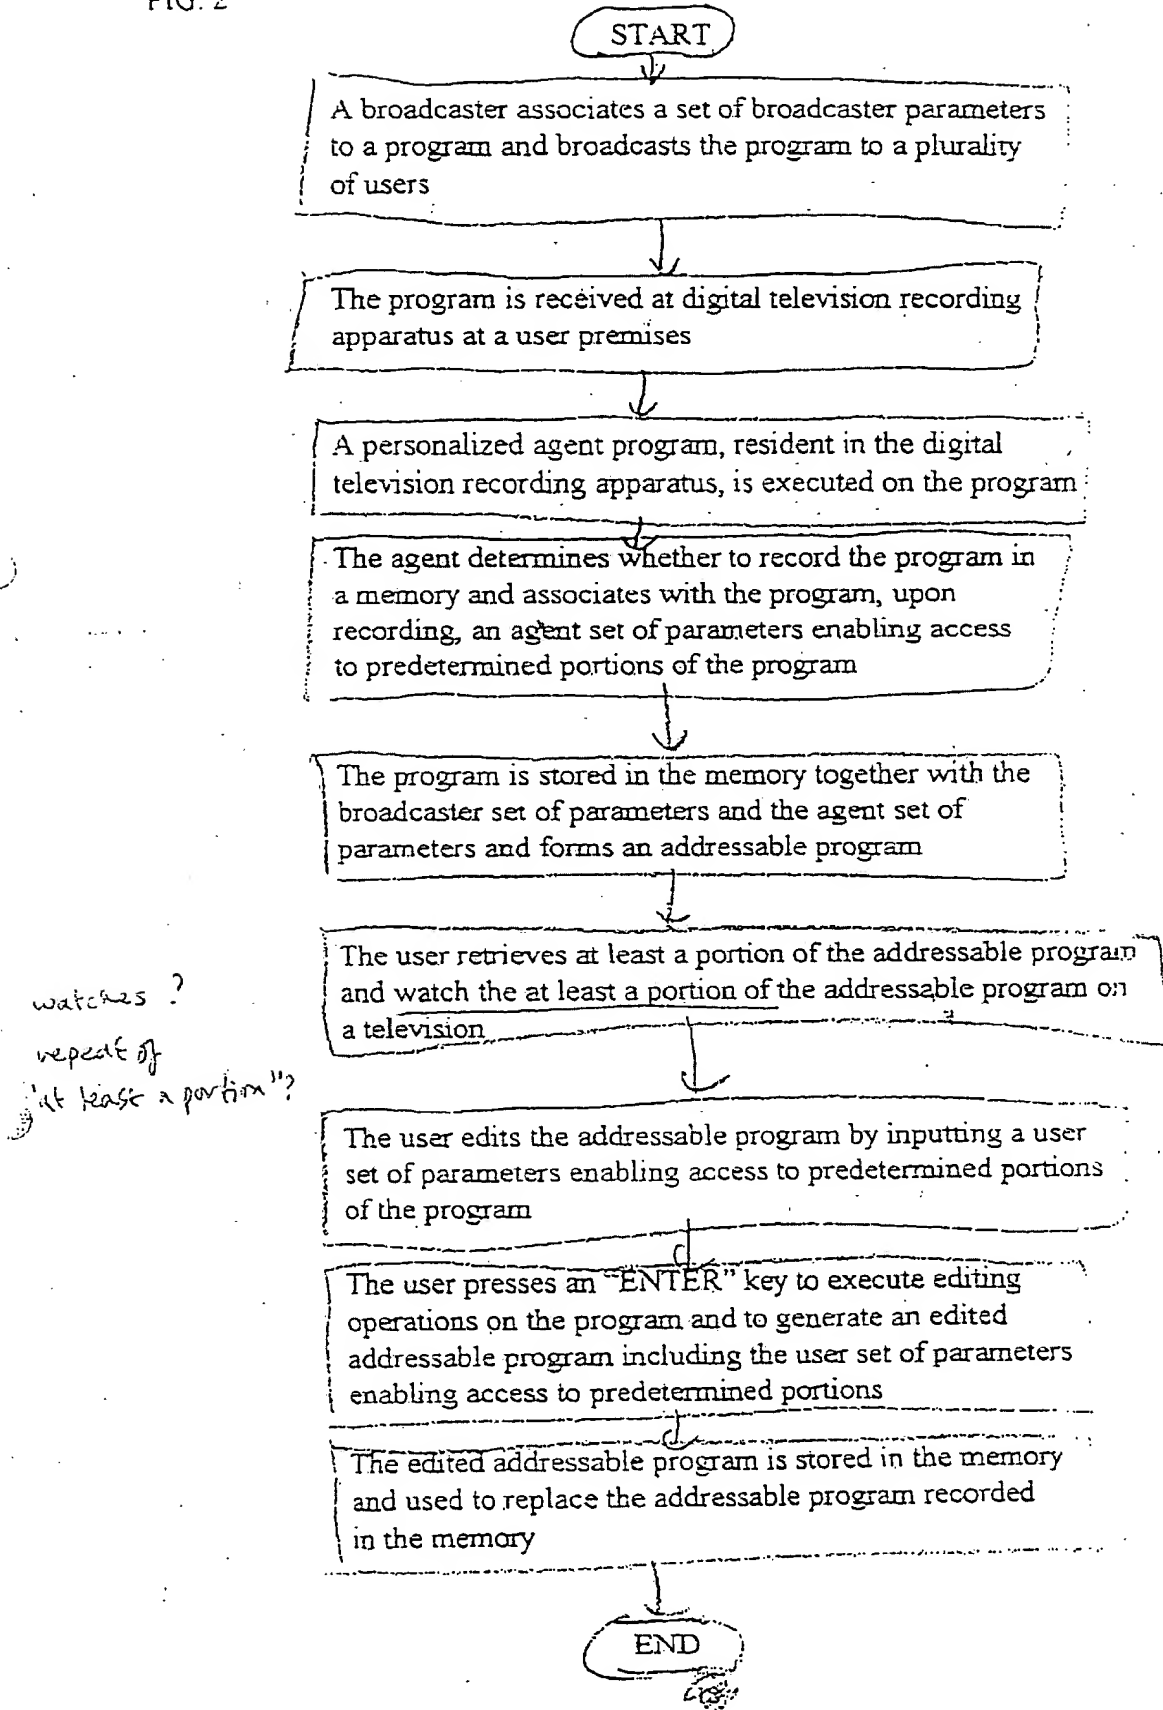 FIG. 2
START
A broadcaster associates a set of broadcaster parameters
to a program and broadcasts the program to a plurality
of users
The program is received at digital television recording
apparatus at a user premises
A personalized agent program, resident in the digital
television recording apparatus, is executed on the program
The agent determines whether to record the program in
a memory and associates with the program, upon
recording, an agent set of parameters enabling access
to predetermined portions of the program
The program is stored in the memory together with the
broadcaster set of parameters and the agent set of
parameters and forms an addressable program
The user retrieves at least a portion of the addressable program
and watch the at least a portion of the addressable program on
a television
watches ?
repeat of
"at least a portion"?
The user edits the addressable program by inputting a user
set of parameters enabling access to predetermined portions
of the program
The user presses an "ENTER" key to execute editing
operations on the program and to generate an edited
addressable program including the user set of parameters
enabling access to predetermined portions
The edited addressable program is stored in the memory
and used to replace the addressable program recorded
in the memory
END